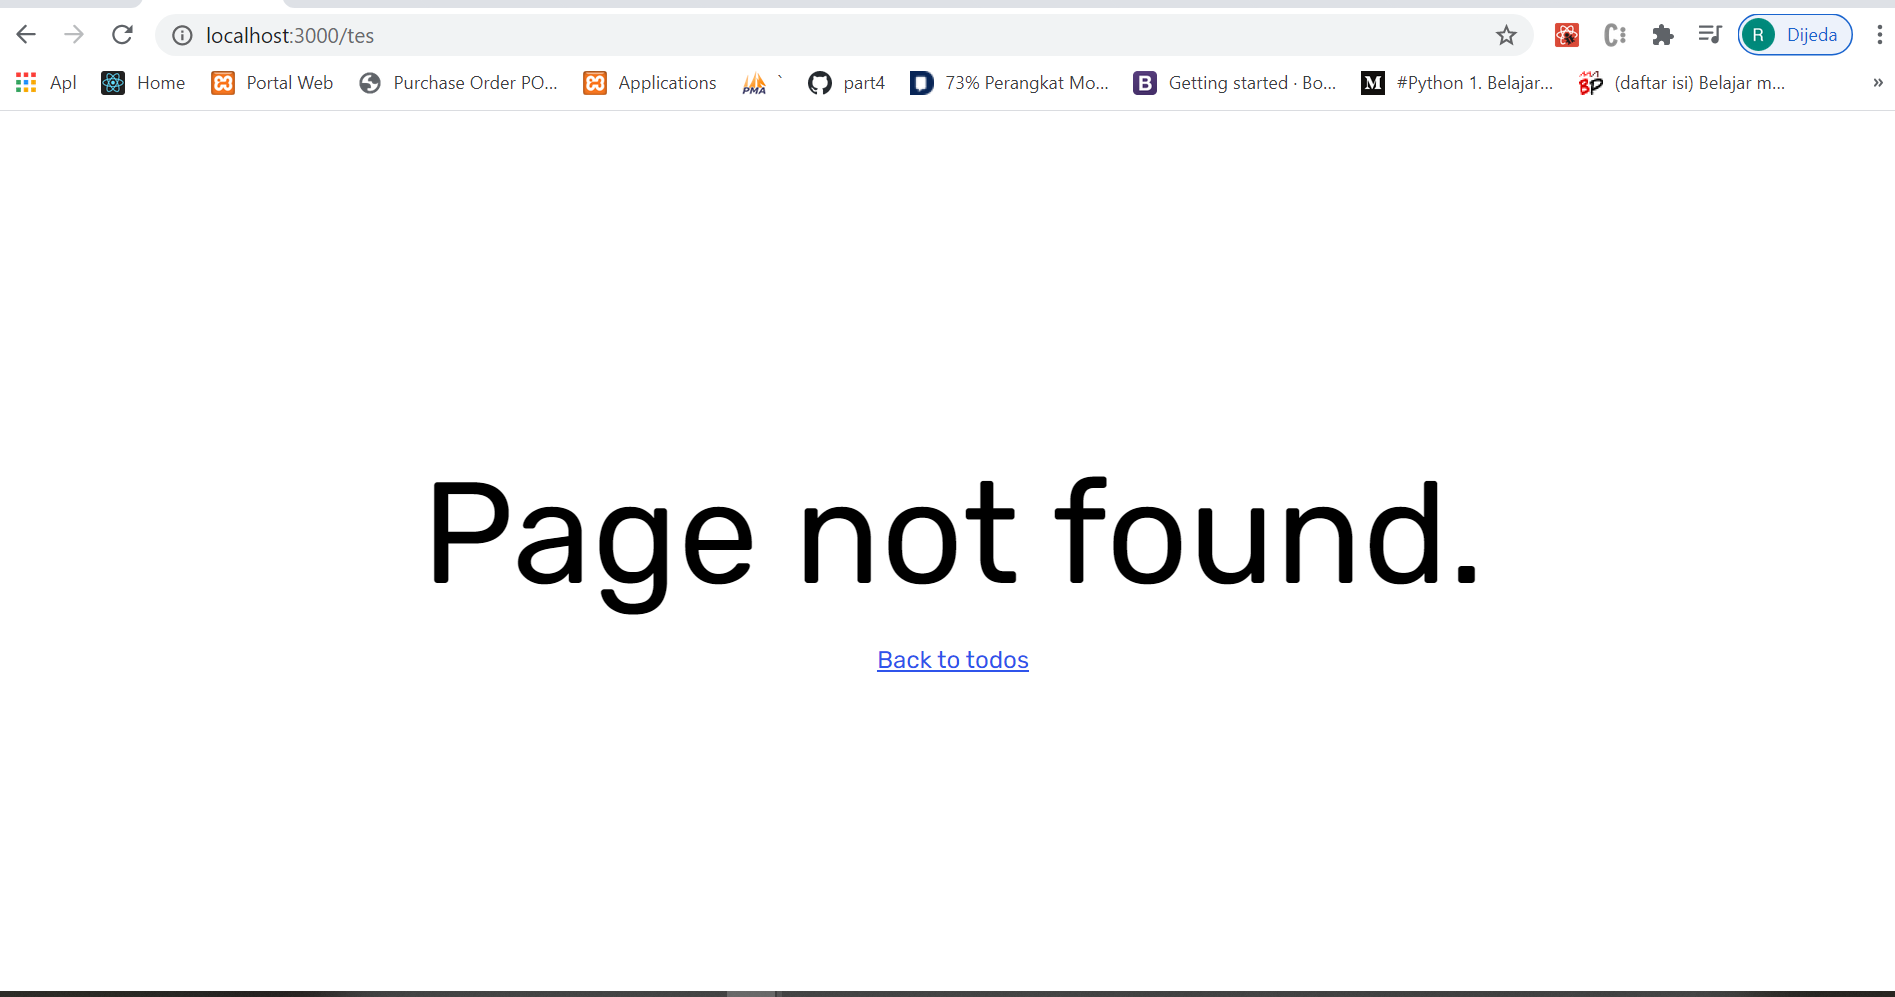 localhost:3000/tes
R Dijeda
Apl Home Portal Web Purchase Order PO... Applications PMA ` part4 73% Perangkat Mo... B Getting started · Bo... M #Python 1. Belajar... BP (daftar isi) Belajar m... »
Page not found.
Back to todos